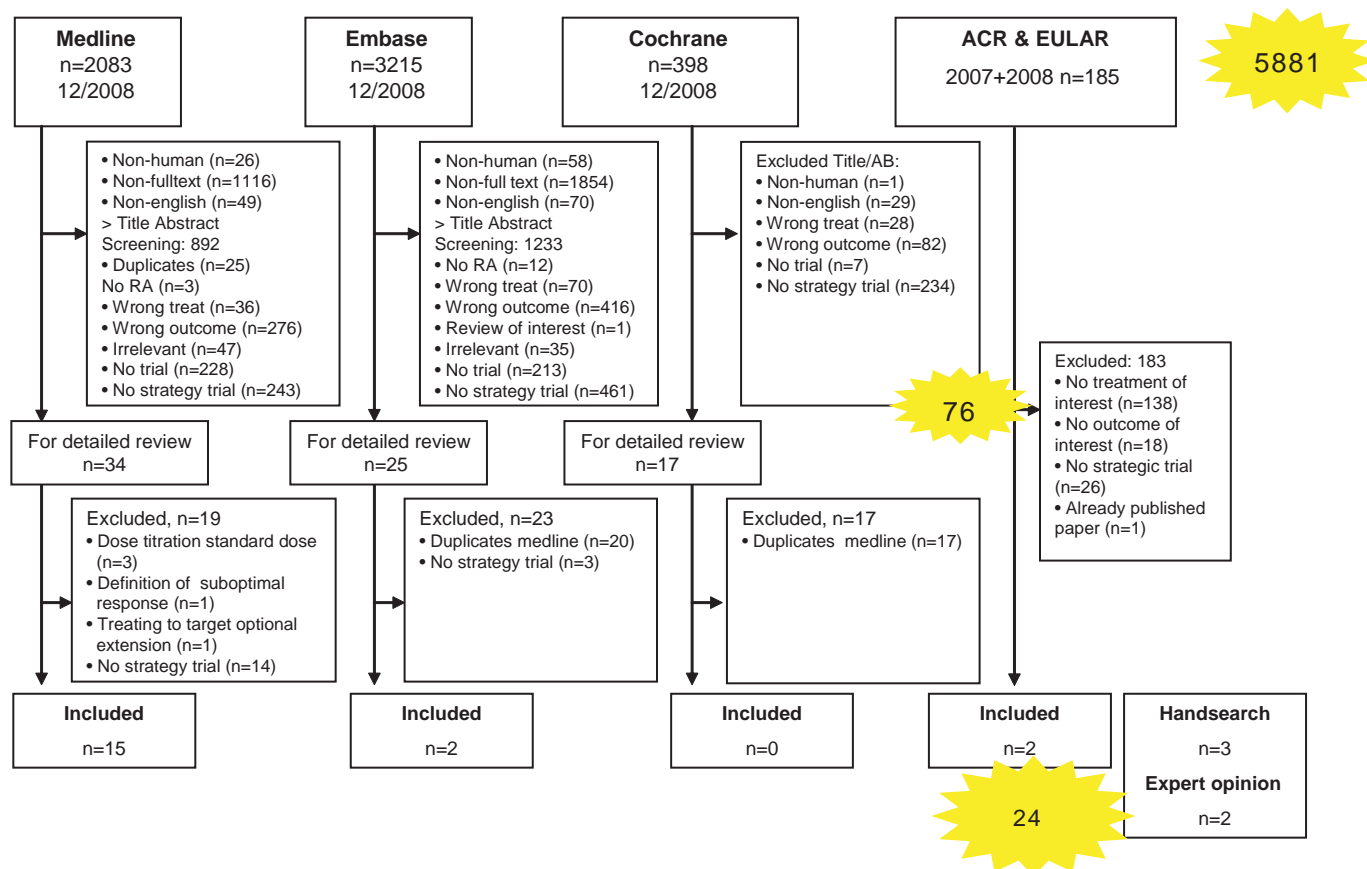 Medline
n=2083
12/2008
Embase
n=3215
12/2008
Cochrane
n=398
12/2008
ACR & EULAR
2007+2008 n=185
5881
• Non-human (n=26)
• Non-fulltext (n=1116)
• Non-english (n=49)
> Title Abstract
Screening: 892
• Duplicates (n=25)
No RA (n=3)
• Wrong treat (n=36)
• Wrong outcome (n=276)
• Irrelevant (n=47)
• No trial (n=228)
• No strategy trial (n=243)
• Non-human (n=58)
• Non-full text (n=1854)
• Non-english (n=70)
> Title Abstract
Screening: 1233
• No RA (n=12)
• Wrong treat (n=70)
• Wrong outcome (n=416)
• Review of interest (n=1)
• Irrelevant (n=35)
• No trial (n=213)
• No strategy trial (n=461)
Excluded Title/AB:
• Non-human (n=1)
• Non-english (n=29)
• Wrong treat (n=28)
• Wrong outcome (n=82)
• No trial (n=7)
• No strategy trial (n=234)
76
Excluded: 183
• No treatment of
interest (n=138)
• No outcome of
interest (n=18)
• No strategic trial
(n=26)
• Already published
paper (n=1)
For detailed review
n=34
For detailed review
n=25
For detailed review
n=17
Excluded, n=19
• Dose titration standard dose
(n=3)
• Definition of suboptimal
response (n=1)
• Treating to target optional
extension (n=1)
• No strategy trial (n=14)
Excluded, n=23
• Duplicates medline (n=20)
• No strategy trial (n=3)
Excluded, n=17
• Duplicates medline (n=17)
Included
n=15
Included
n=2
Included
n=0
Included
n=2
24
Handsearch
n=3
Expert opinion
n=2